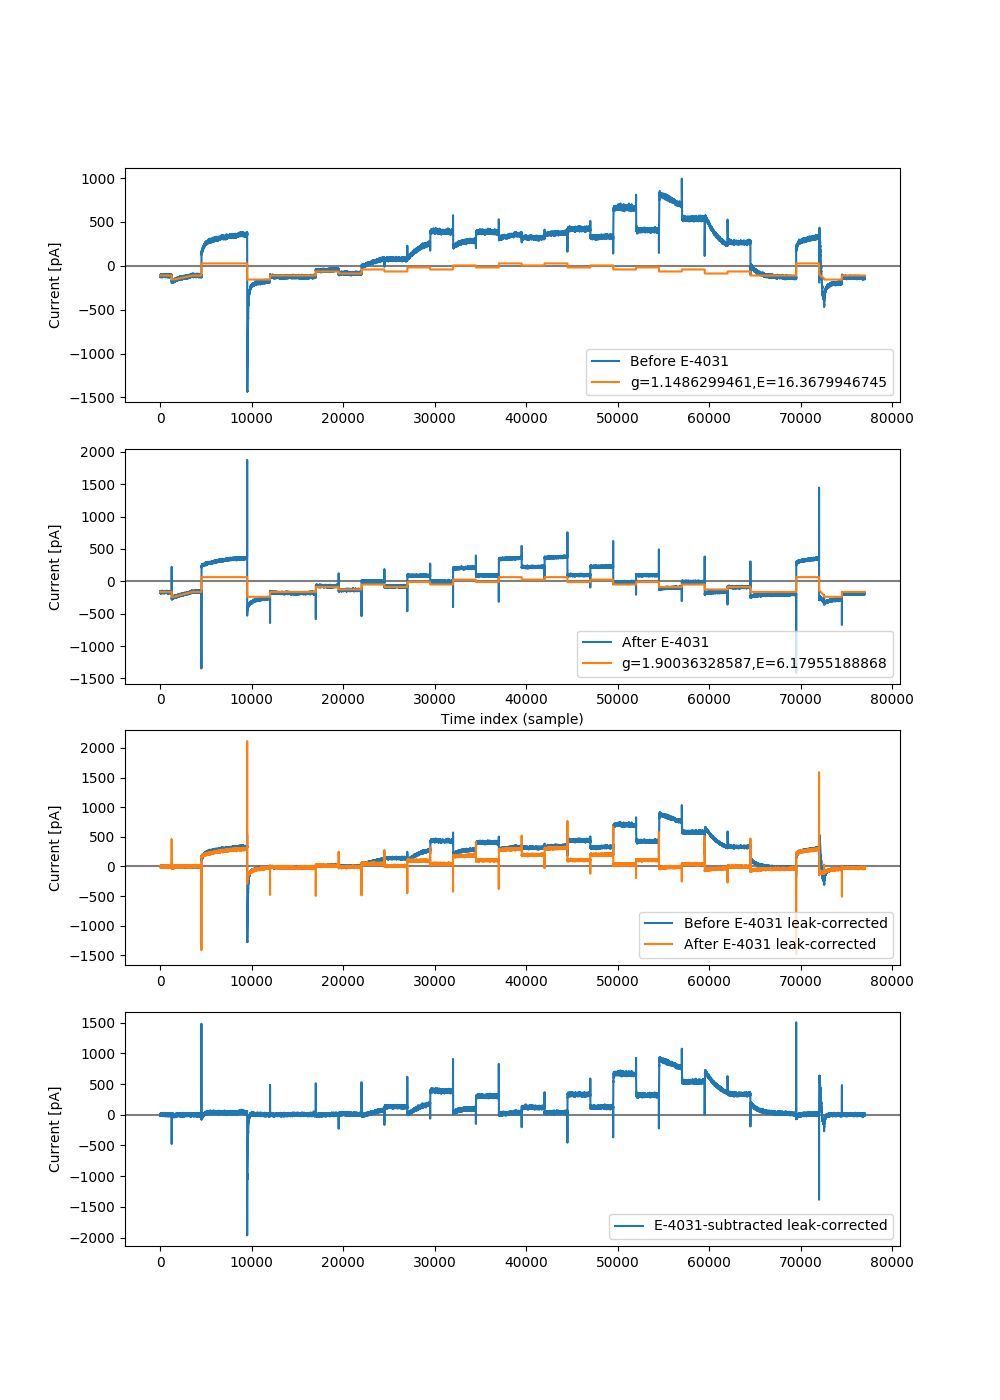 1000
500
0
−500
−1000
−1500
Current [pA]
Before E-4031
g=1.1486299461,E=16.3679946745
0 10000 20000 30000 40000 50000 60000 70000 80000
2000
1500
1000
500
0
−500
−1000
−1500
Current [pA]
After E-4031
g=1.90036328587,E=6.17955188868
0 10000 20000 30000 40000 50000 60000 70000 80000
Time index (sample)
2000
1500
1000
500
0
−500
−1000
−1500
Current [pA]
Before E-4031 leak-corrected
After E-4031 leak-corrected
0 10000 20000 30000 40000 50000 60000 70000 80000
1500
1000
500
0
−500
−1000
−1500
−2000
Current [pA]
E-4031-subtracted leak-corrected
0 10000 20000 30000 40000 50000 60000 70000 80000